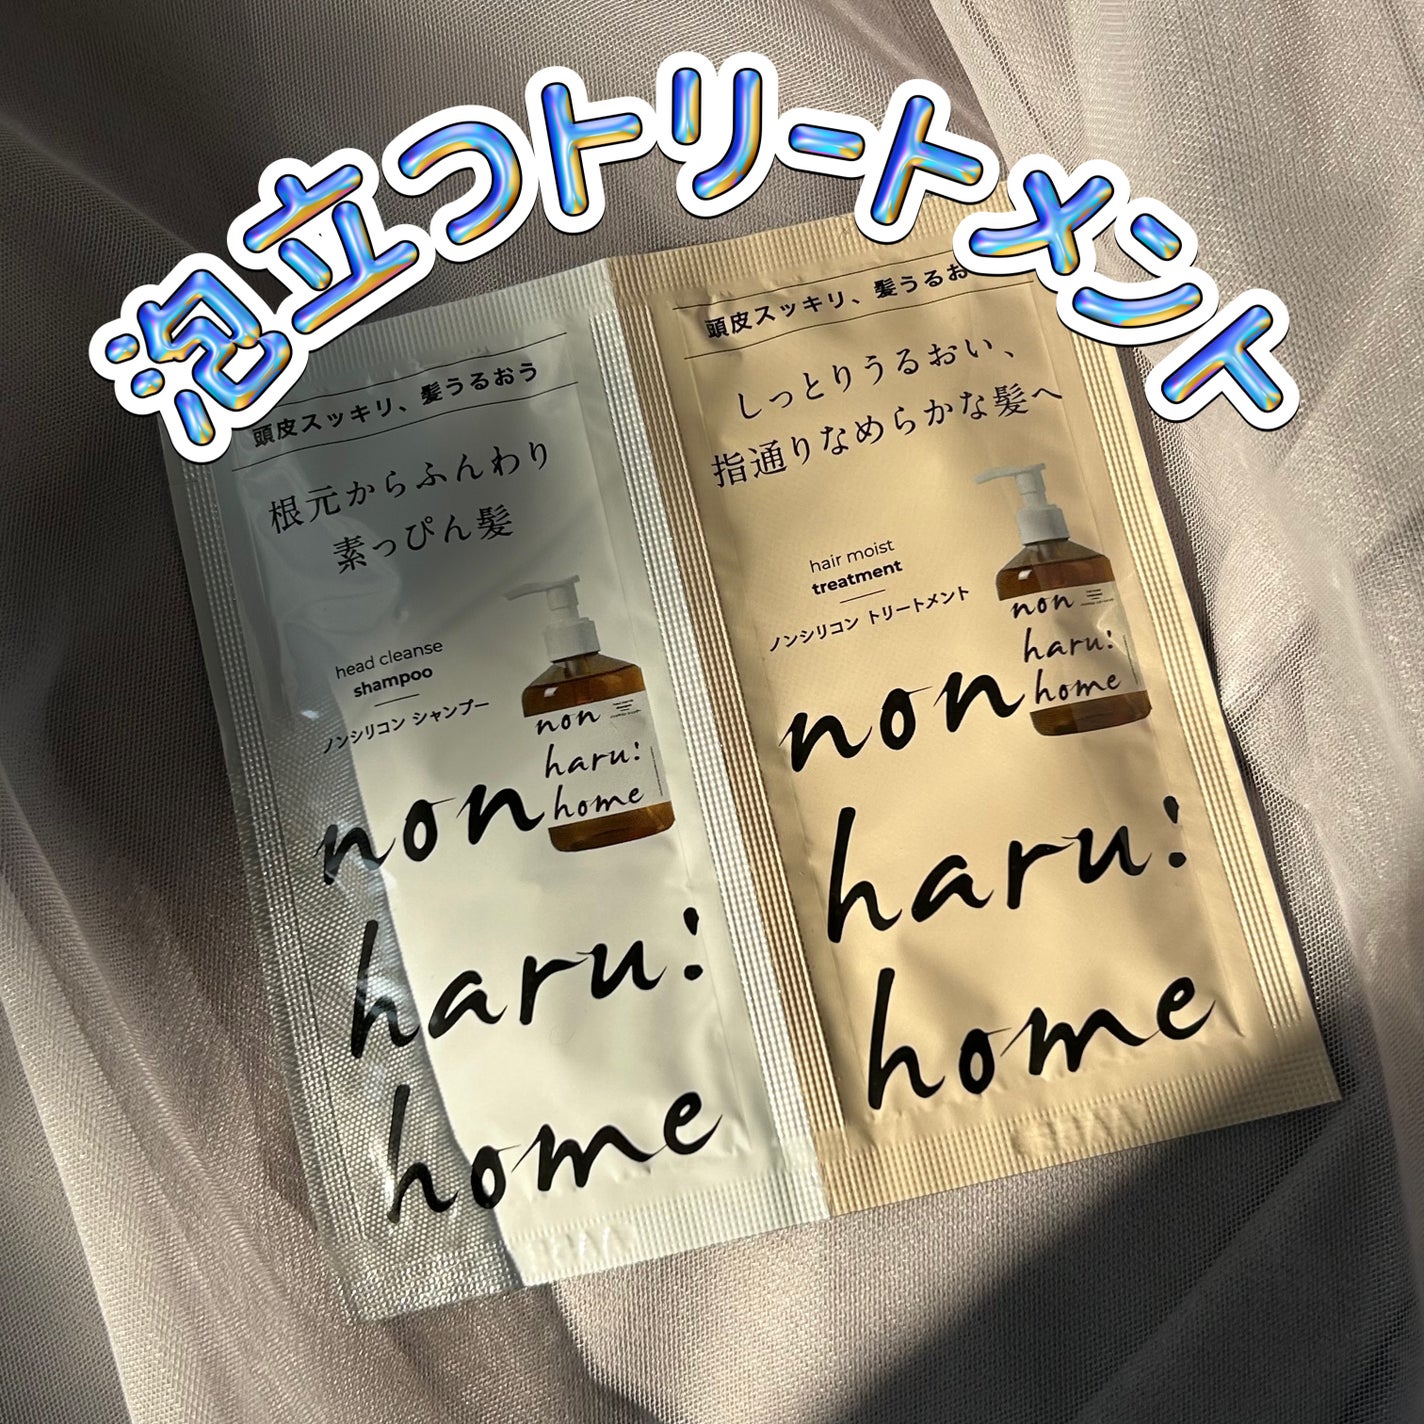 泡立つトリートメント
頭皮スッキリ、髪うるおう
根元からふんわり
素っぴん髪
head cleanse
shampoo
ノンシリコン シャンプー
non
haru:
home
non
haru:
home
頭皮スッキリ、髪うるお
しっとりうるおい、
指通りなめらかな髪へ
hair moist
treatment
ノンシリコン トリートメント
non
haru:
home
non
haru:
home